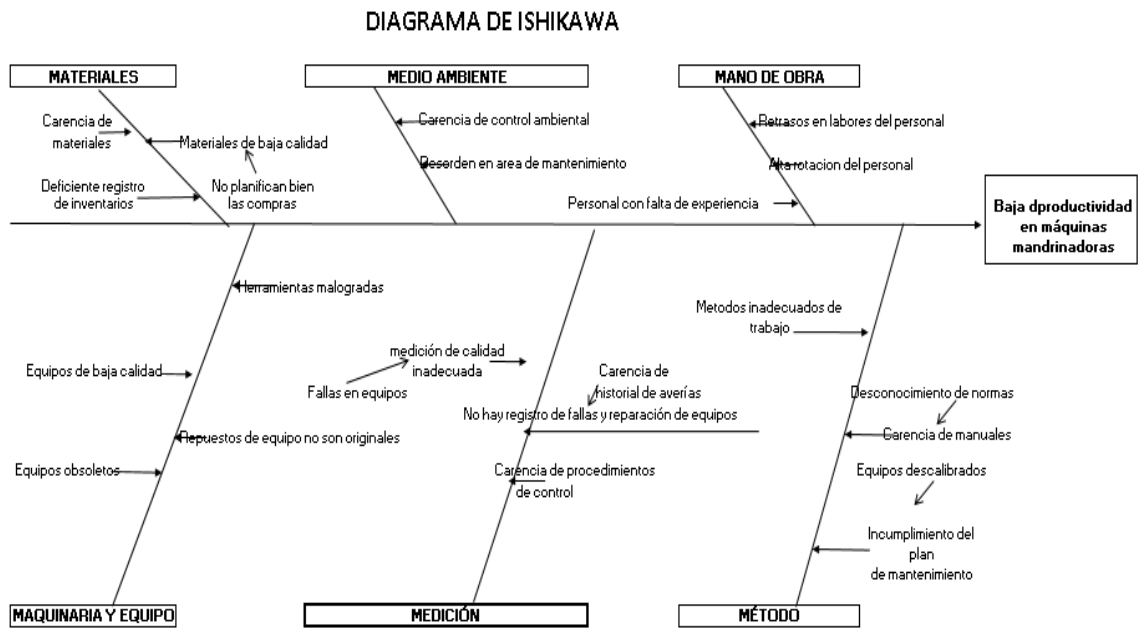 DIAGRAMA DE ISHIKAWA
MATERIALES
MEDIO AMBIENTE
MANO DE OBRA
Carencia de
materiales
Materiales de baja calidad
Deficiente registro
de inventarios
No planifican bien
las compras
Carencia de control ambiental
Desorden en area de mantenimiento
Retrasos en labores del personal
Alta rotacion del personal
Personal con falta de experiencia
Baja dproductividad
en máquinas
mandrinadoras
Herramientas malogradas
Equipos de baja calidad
Repuestos de equipo no son originales
Equipos obsoletos
medición de calidad
inadecuada
Fallas en equipos
Carencia de
historial de averías
No hay registro de fallas y reparación de equipos
Carencia de procedimientos
de control
Metodos inadecuados de
trabajo
Desconocimiento de normas
Carencia de manuales
Equipos descalibrados
Incumplimiento del
plan
de mantenimiento
MAQUINARIA Y EQUIPO
MEDICIÓN
MÉTODO